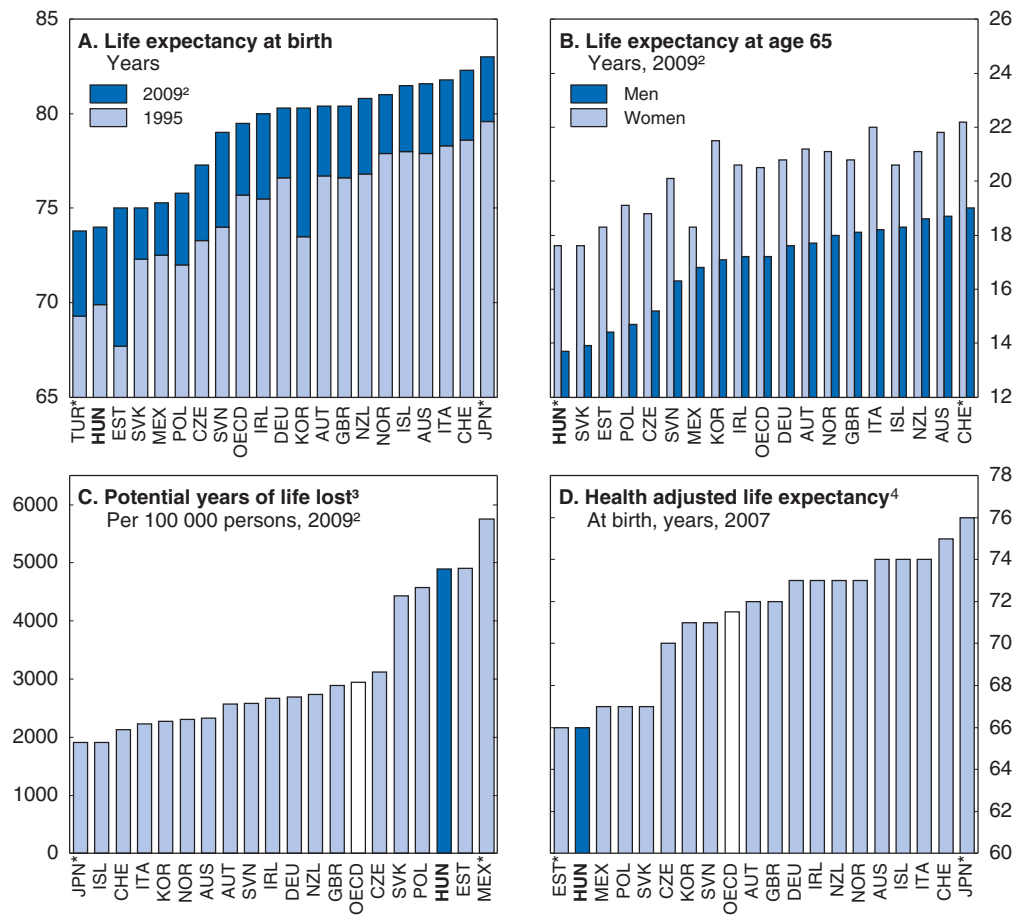 A. Life expectancy at birth
Years
2009²
1995
85
80
75
70
65
TUR* HUN EST SVK MEX POL CZE SVN OECD IRL DEU KOR AUT GBR NZL NOR ISL AUS ITA CHE JPN*
B. Life expectancy at age 65
Years, 2009²
Men
Women
26
24
22
20
18
16
14
12
HUN* SVK EST POL CZE SVN MEX KOR IRL OECD DEU AUT NOR GBR ITA ISL NZL AUS CHE*
C. Potential years of life lost³
Per 100 000 persons, 2009²
6000
5000
4000
3000
2000
1000
0
JPN* ISL CHE ITA KOR NOR AUS AUT SVN IRL DEU NZL GBR OECD CZE SVK POL HUN EST MEX*
D. Health adjusted life expectancy⁴
At birth, years, 2007
78
76
74
72
70
68
66
64
62
60
EST* HUN MEX POL SVK CZE KOR SVN OECD AUT GBR DEU IRL NZL NOR AUS ISL ITA CHE JPN*